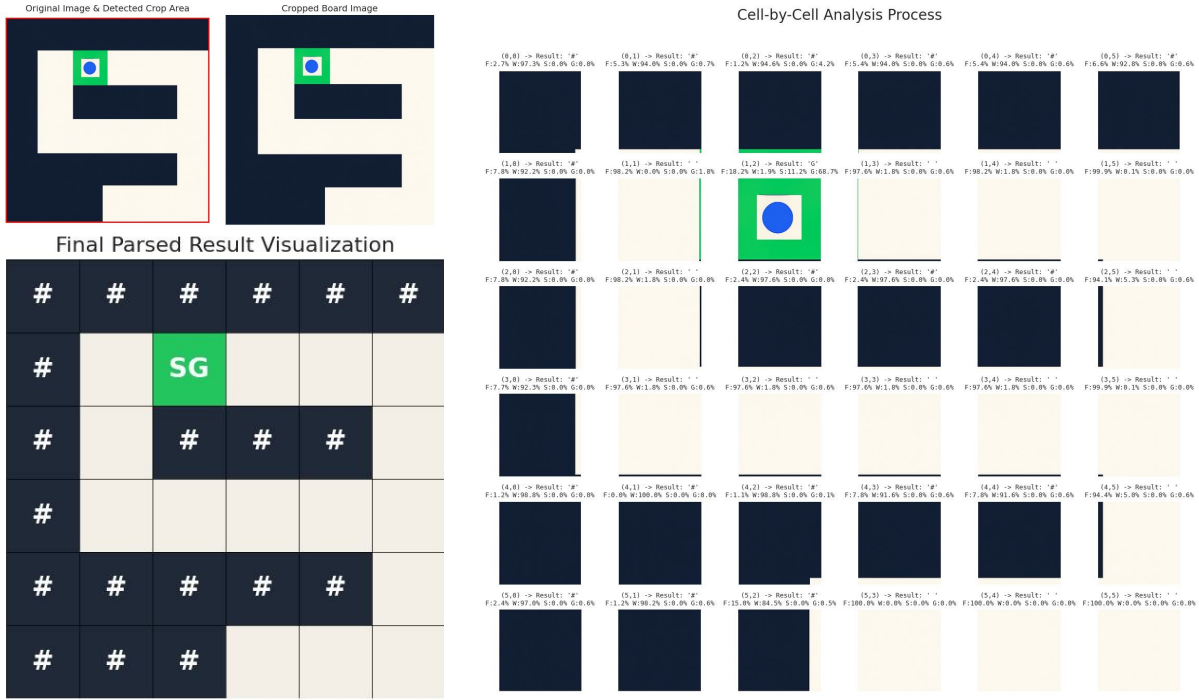 Original Image & Detected Crop Area
Cropped Board Image
Cell-by-Cell Analysis Process
(0,0) -> Result: '#'
F:2.7% W:97.3% S:0.0% G:0.0%
(0,1) -> Result: '#'
F:5.3% W:94.0% S:0.0% G:0.7%
(0,2) -> Result: '#'
F:1.2% W:94.6% S:0.0% G:4.2%
(0,3) -> Result: '#'
F:5.4% W:94.0% S:0.0% G:0.6%
(0,4) -> Result: '#'
F:5.4% W:94.0% S:0.0% G:0.6%
(0,5) -> Result: '#'
F:6.6% W:92.8% S:0.0% G:0.6%
(1,0) -> Result: '#'
F:7.8% W:92.2% S:0.0% G:0.0%
(1,1) -> Result: ' '
F:98.2% W:0.0% S:0.0% G:1.8%
(1,2) -> Result: 'G'
F:18.2% W:1.9% S:11.2% G:68.7%
(1,3) -> Result: ' '
F:97.6% W:1.8% S:0.0% G:0.6%
(1,4) -> Result: ' '
F:98.2% W:1.8% S:0.0% G:0.0%
(1,5) -> Result: ' '
F:99.9% W:0.1% S:0.0% G:0.0%
(2,0) -> Result: '#'
F:7.8% W:92.2% S:0.0% G:0.0%
(2,1) -> Result: ' '
F:98.2% W:1.8% S:0.0% G:0.0%
(2,2) -> Result: '#'
F:2.4% W:97.6% S:0.0% G:0.0%
(2,3) -> Result: '#'
F:2.4% W:97.6% S:0.0% G:0.0%
(2,4) -> Result: '#'
F:2.4% W:97.6% S:0.0% G:0.0%
(2,5) -> Result: ' '
F:94.1% W:5.3% S:0.0% G:0.6%
(3,0) -> Result: '#'
F:7.7% W:92.3% S:0.0% G:0.0%
(3,1) -> Result: ' '
F:97.6% W:1.8% S:0.0% G:0.6%
(3,2) -> Result: ' '
F:97.6% W:1.8% S:0.0% G:0.6%
(3,3) -> Result: ' '
F:97.6% W:1.8% S:0.0% G:0.6%
(3,4) -> Result: ' '
F:97.6% W:1.8% S:0.0% G:0.6%
(3,5) -> Result: ' '
F:99.9% W:0.1% S:0.0% G:0.0%
(4,0) -> Result: '#'
F:1.2% W:98.8% S:0.0% G:0.0%
(4,1) -> Result: '#'
F:0.0% W:100.0% S:0.0% G:0.0%
(4,2) -> Result: '#'
F:1.1% W:98.8% S:0.0% G:0.1%
(4,3) -> Result: '#'
F:7.8% W:91.6% S:0.0% G:0.6%
(4,4) -> Result: '#'
F:7.8% W:91.6% S:0.0% G:0.6%
(4,5) -> Result: ' '
F:94.4% W:5.0% S:0.0% G:0.6%
(5,0) -> Result: '#'
F:2.4% W:97.0% S:0.0% G:0.6%
(5,1) -> Result: '#'
F:1.2% W:98.2% S:0.0% G:0.6%
(5,2) -> Result: '#'
F:15.0% W:84.5% S:0.0% G:0.5%
(5,3) -> Result: ' '
F:100.0% W:0.0% S:0.0% G:0.0%
(5,4) -> Result: ' '
F:100.0% W:0.0% S:0.0% G:0.0%
(5,5) -> Result: ' '
F:100.0% W:0.0% S:0.0% G:0.0%
Final Parsed Result Visualization
# # # # # #
# SG
# # # #
#
# # # # #
# # #